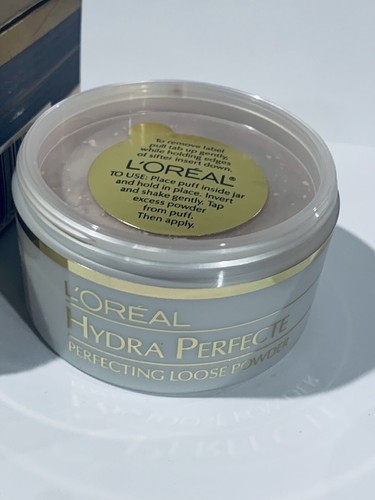 To remove label
pull tab up gently,
while holding edges
of sifter insert down.
L'ORÉAL®
TO USE: Place puff inside jar
and hold in place. Invert
and shake gently. Tap
excess powder
from puff.
Then apply.
L'ORÉAL
HYDRA PERFECTE
PERFECTING LOOSE POWDER